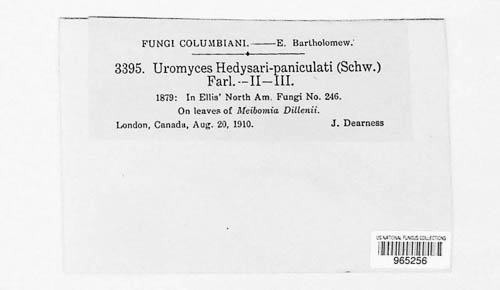 FUNGI COLUMBIANI.—E. Bartholomew.
3395. Uromyces Hedysari-paniculati (Schw.)
Farl.--II—III.
1879: In Ellis' North Am. Fungi No. 246.
On leaves of Meibomia Dillenii.
London, Canada, Aug. 20, 1910. J. Dearness
US NATIONAL FUNGUS COLLECTIONS
965256